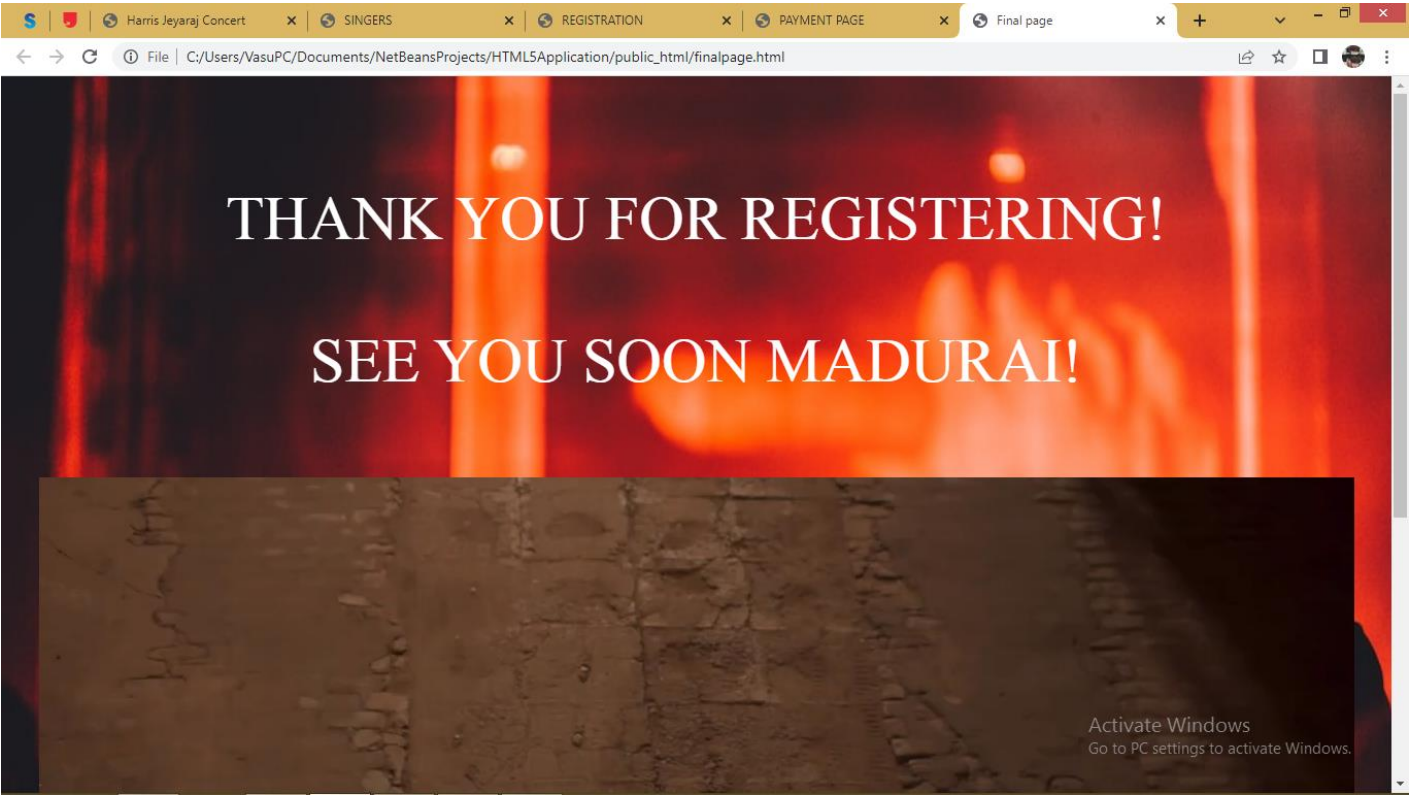 S
Harris Jeyaraj Concert
SINGERS
REGISTRATION
PAYMENT PAGE
Final page
File
C:/Users/VasuPC/Documents/NetBeansProjects/HTML5Application/public_html/finalpage.html
THANK YOU FOR REGISTERING!
SEE YOU SOON MADURAI!
Activate Windows
Go to PC settings to activate Windows.